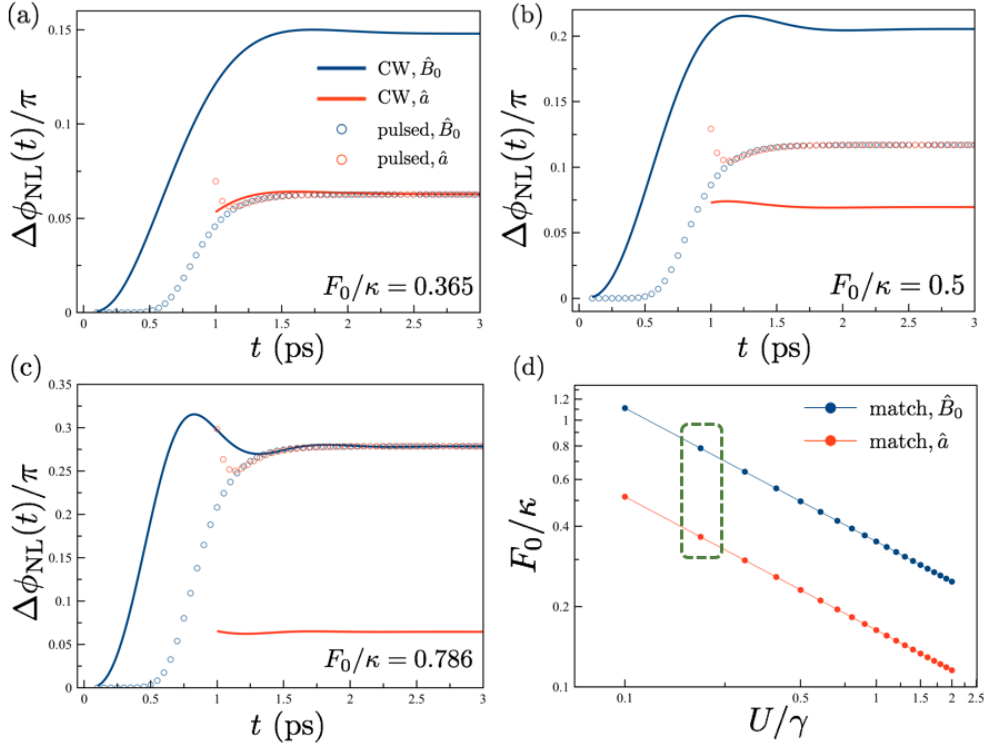 (a)
Δϕ_NL(t)/π
0.15
0.1
0.05
0
CW, B̂₀
CW, â
pulsed, B̂₀
pulsed, â
F₀/κ = 0.365
0 0.5 1 1.5 2 2.5 3
t (ps)
(b)
Δϕ_NL(t)/π
0.2
0.15
0.1
0.05
0
F₀/κ = 0.5
0 0.5 1 1.5 2 2.5 3
t (ps)
(c)
Δϕ_NL(t)/π
0.35
0.3
0.25
0.2
0.15
0.1
0.05
0
F₀/κ = 0.786
0 0.5 1 1.5 2 2.5 3
t (ps)
(d)
F₀/κ
1.2
1
0.8
0.6
0.4
0.2
0.1
match, B̂₀
match, â
0.1 0.5 1 2 2.5
U/γ